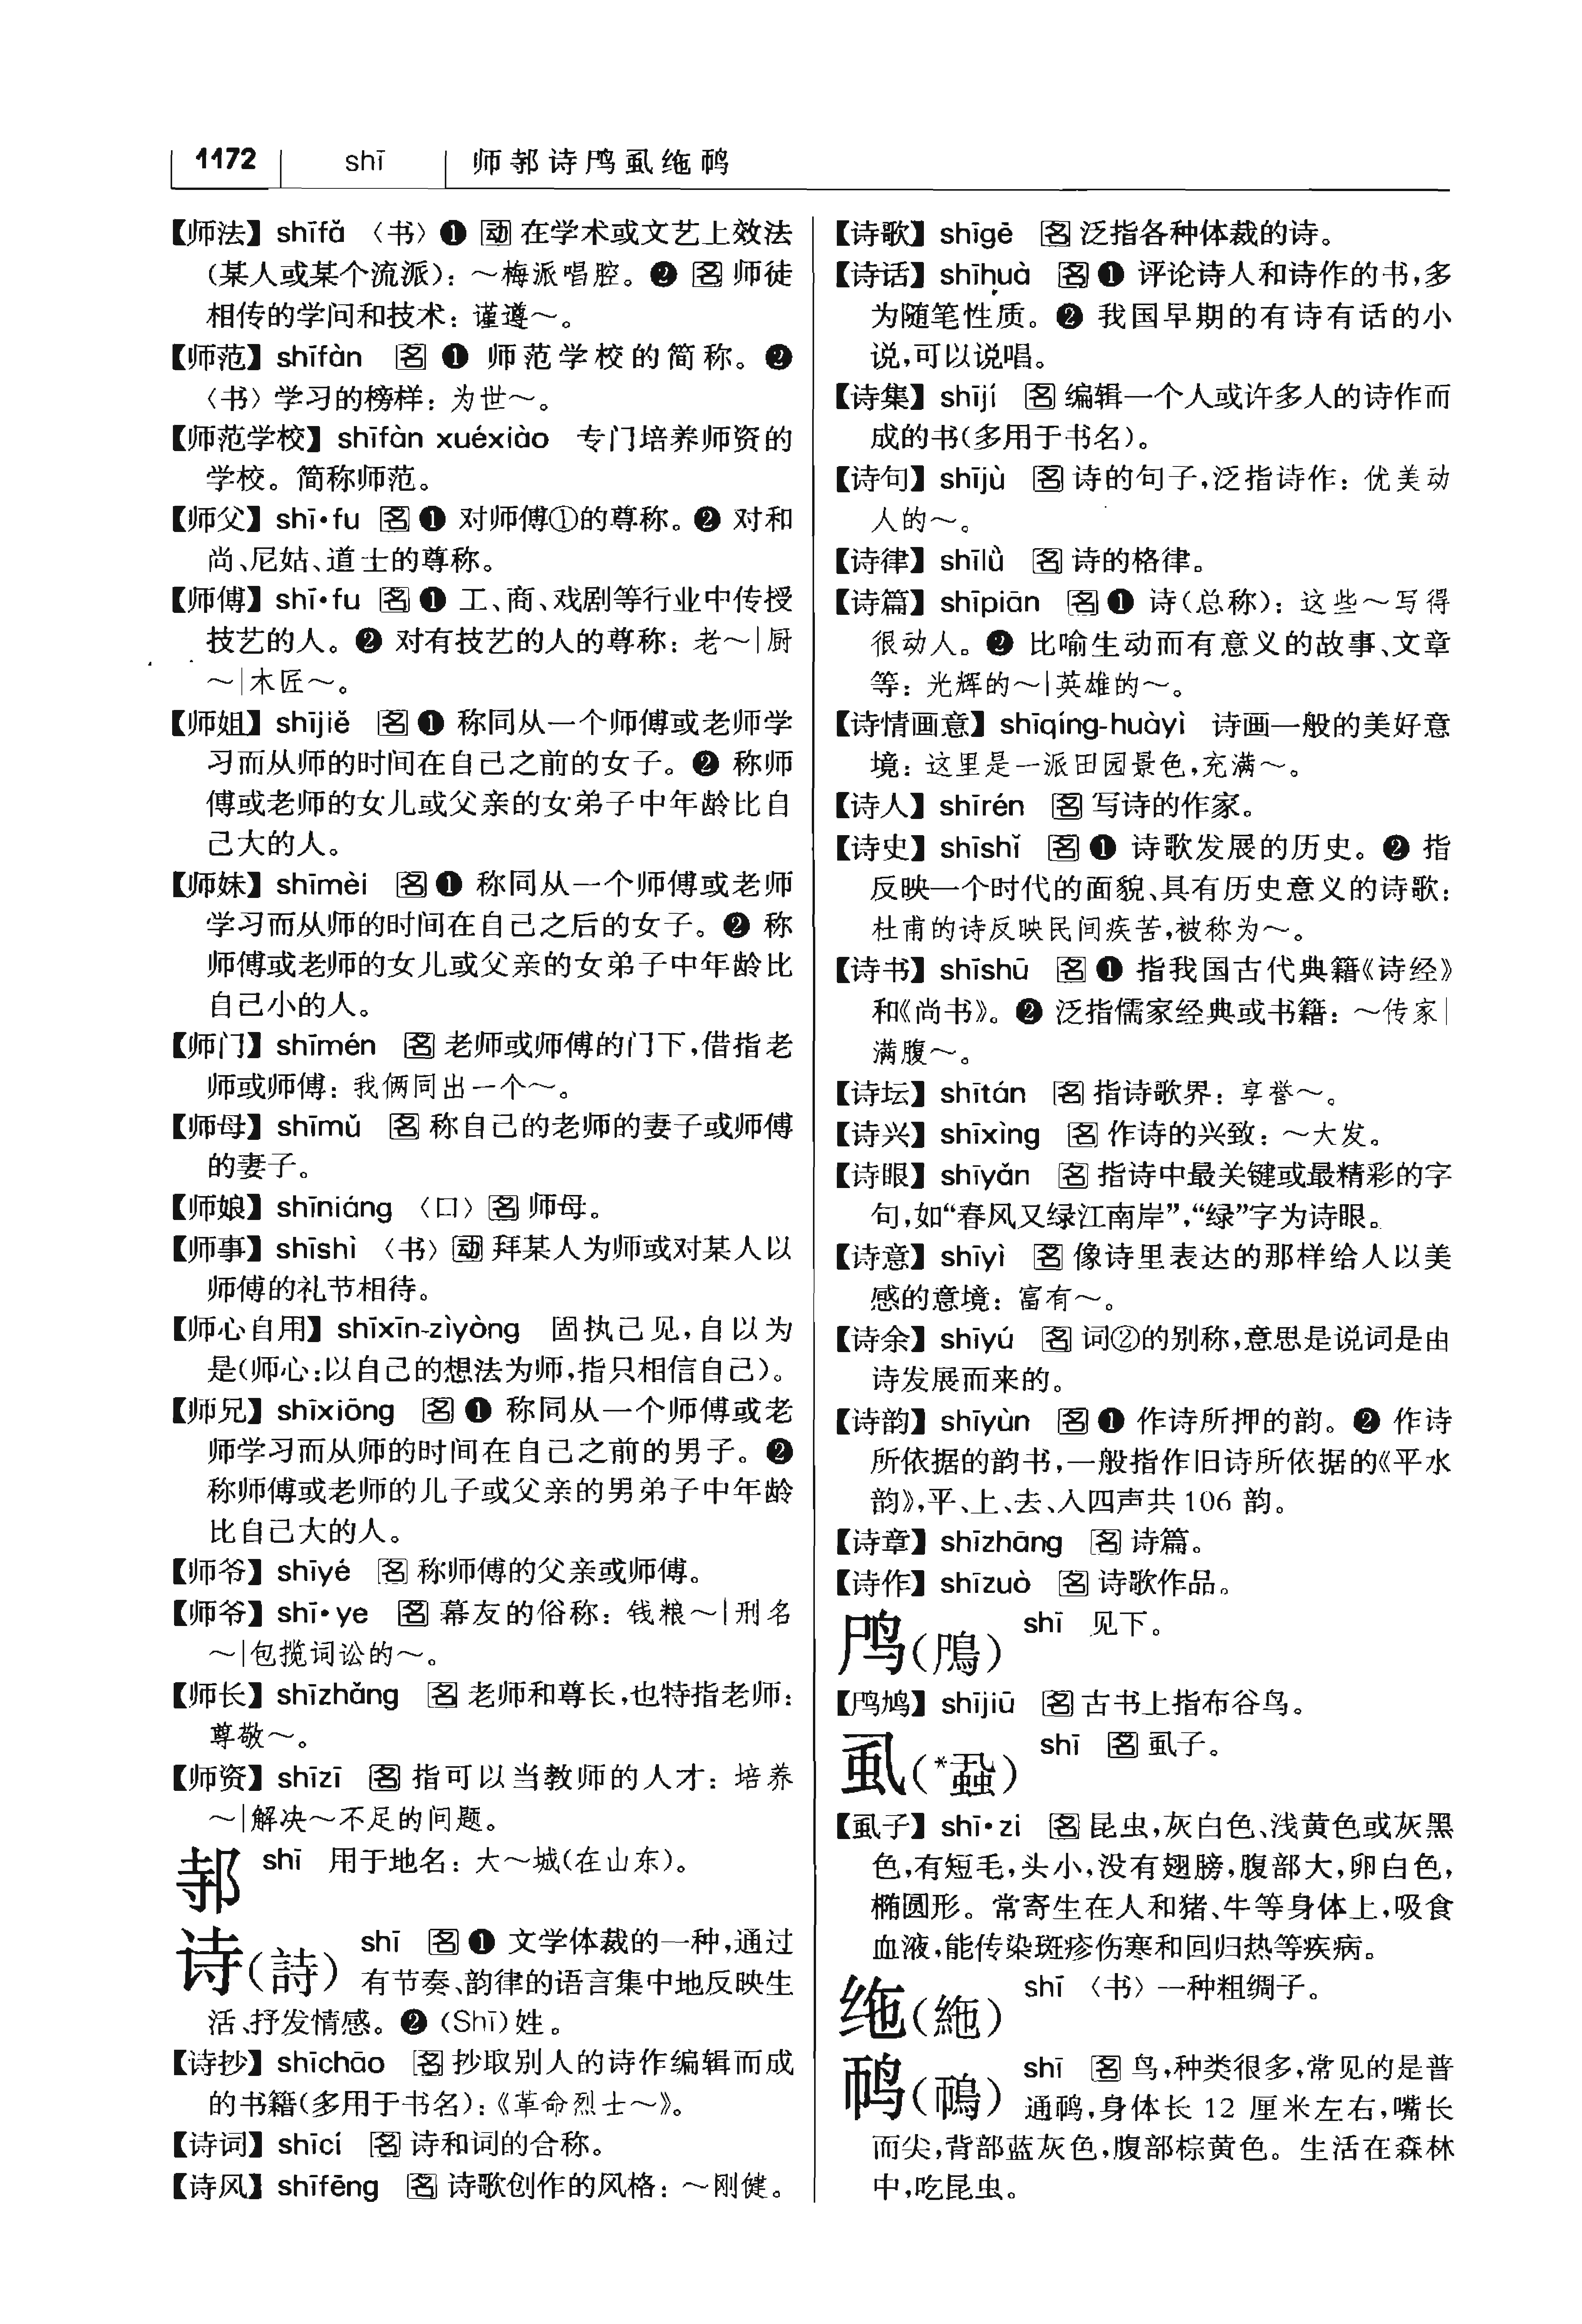 1172 shī 师邿诗鸤虱絁䴓
【师法】shīfǎ 〈书〉❶ 动 在学术或文艺上效法
(某人或某个流派)：～梅派唱腔。❷ 名 师徒
相传的学问和技术：谨遵～。
【师范】shīfàn 名 ❶ 师范学校的简称。❷
〈书〉学习的榜样：为世～。
【师范学校】shīfàn xuéxiào 专门培养师资的
学校。简称师范。
【师父】shī•fu 名 ❶ 对师傅①的尊称。❷ 对和
尚、尼姑、道士的尊称。
【师傅】shī•fu 名 ❶ 工、商、戏剧等行业中传授
技艺的人。❷ 对有技艺的人的尊称：老～|厨
～|木匠～。
【师姐】shījiě 名 ❶ 称同从一个师傅或老师学
习而从师的时间在自己之前的女子。❷ 称师
傅或老师的女儿或父亲的女弟子中年龄比自
己大的人。
【师妹】shīmèi 名 ❶ 称同从一个师傅或老师
学习而从师的时间在自己之后的女子。❷ 称
师傅或老师的女儿或父亲的女弟子中年龄比
自己小的人。
【师门】shīmén 名 老师或师傅的门下，借指老
师或师傅：我俩同出一个～。
【师母】shīmǔ 名 称自己的老师的妻子或师傅
的妻子。
【师娘】shīniáng 〈口〉名 师母。
【师事】shīshì 〈书〉动 拜某人为师或对某人以
师傅的礼节相待。
【师心自用】shīxīn-zìyòng 固执己见，自以为
是(师心：以自己的想法为师，指只相信自己)。
【师兄】shīxiōng 名 ❶ 称同从一个师傅或老
师学习而从师的时间在自己之前的男子。❷
称师傅或老师的儿子或父亲的男弟子中年龄
比自己大的人。
【师爷】shīyé 名 称师傅的父亲或师傅。
【师爷】shī•ye 名 幕友的俗称：钱粮～|刑名
～|包揽词讼的～。
【师长】shīzhǎng 名 老师和尊长，也特指老师：
尊敬～。
【师资】shīzī 名 指可以当教师的人才：培养
～|解决～不足的问题。
邿 shī 用于地名：大～城(在山东)。
诗(詩) shī 名 ❶ 文学体裁的一种，通过
有节奏、韵律的语言集中地反映生
活、抒发情感。❷ (Shī)姓。
【诗抄】shīchāo 名 抄取别人的诗作编辑而成
的书籍(多用于书名)：《革命烈士～》。
【诗词】shīcí 名 诗和词的合称。
【诗风】shīfēng 名 诗歌创作的风格：～刚健。
【诗歌】shīgē 名 泛指各种体裁的诗。
【诗话】shīhuà 名 ❶ 评论诗人和诗作的书，多
为随笔性质。❷ 我国早期的有诗有话的小
说，可以说唱。
【诗集】shījí 名 编辑一个人或许多人的诗作而
成的书(多用于书名)。
【诗句】shījù 名 诗的句子，泛指诗作：优美动
人的～。
【诗律】shīlǜ 名 诗的格律。
【诗篇】shīpiān 名 ❶ 诗(总称)：这些～写得
很动人。❷ 比喻生动而有意义的故事、文章
等：光辉的～|英雄的～。
【诗情画意】shīqíng-huàyì 诗画一般的美好意
境：这里是一派田园景色，充满～。
【诗人】shīrén 名 写诗的作家。
【诗史】shīshǐ 名 ❶ 诗歌发展的历史。❷ 指
反映一个时代的面貌、具有历史意义的诗歌：
杜甫的诗反映民间疾苦，被称为～。
【诗书】shīshū 名 ❶ 指我国古代典籍《诗经》
和《尚书》。❷ 泛指儒家经典或书籍：～传家|
满腹～。
【诗坛】shītán 名 指诗歌界：享誉～。
【诗兴】shīxìng 名 作诗的兴致：～大发。
【诗眼】shīyǎn 名 指诗中最关键或最精彩的字
句，如“春风又绿江南岸”，“绿”字为诗眼。
【诗意】shīyì 名 像诗里表达的那样给人以美
感的意境：富有～。
【诗余】shīyú 名 词②的别称，意思是说词是由
诗发展而来的。
【诗韵】shīyùn 名 ❶ 作诗所押的韵。❷ 作诗
所依据的韵书，一般指作旧诗所依据的《平水
韵》，平、上、去、入四声共106韵。
【诗章】shīzhāng 名 诗篇。
【诗作】shīzuò 名 诗歌作品。
鸤(鳲) shī 见下。
【鸤鸠】shījiū 名 古书上指布谷鸟。
虱(*蝨) shī 名 虱子。
【虱子】shī•zi 名 昆虫，灰白色、浅黄色或灰黑
色，有短毛，头小，没有翅膀，腹部大，卵白色，
椭圆形。常寄生在人和猪、牛等身体上，吸食
血液，能传染斑疹伤寒和回归热等疾病。
𫄨(絁) shī 〈书〉一种粗绸子。
䴓(鳾) shī 名 鸟，种类很多，常见的是普
通䴓，身体长 12 厘米左右，嘴长
而尖，背部蓝灰色，腹部棕黄色。生活在森林
中，吃昆虫。